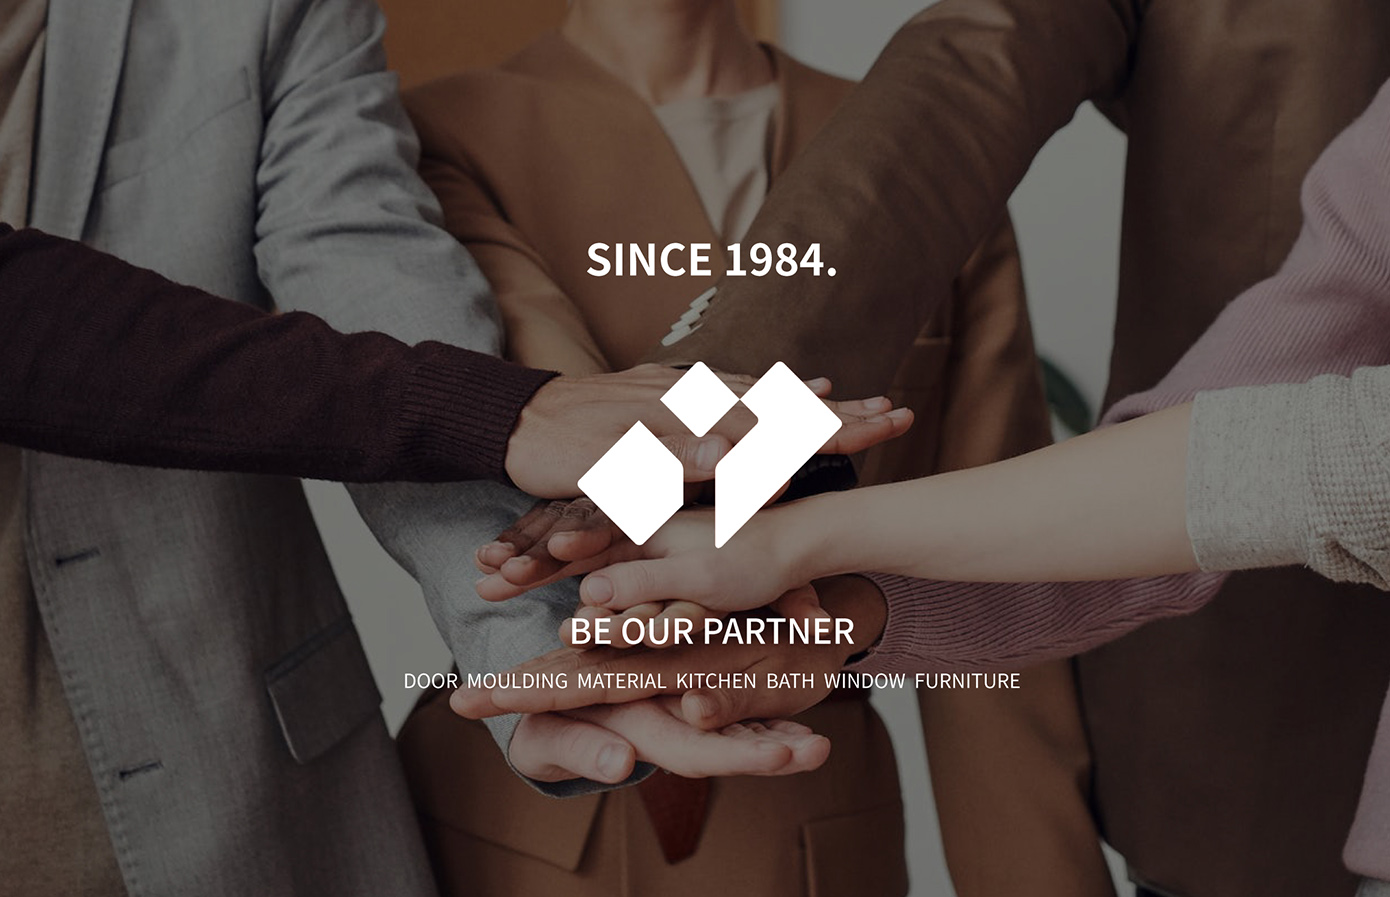 SINCE 1984.
BE OUR PARTNER
DOOR MOULDING MATERIAL KITCHEN BATH WINDOW FURNITURE